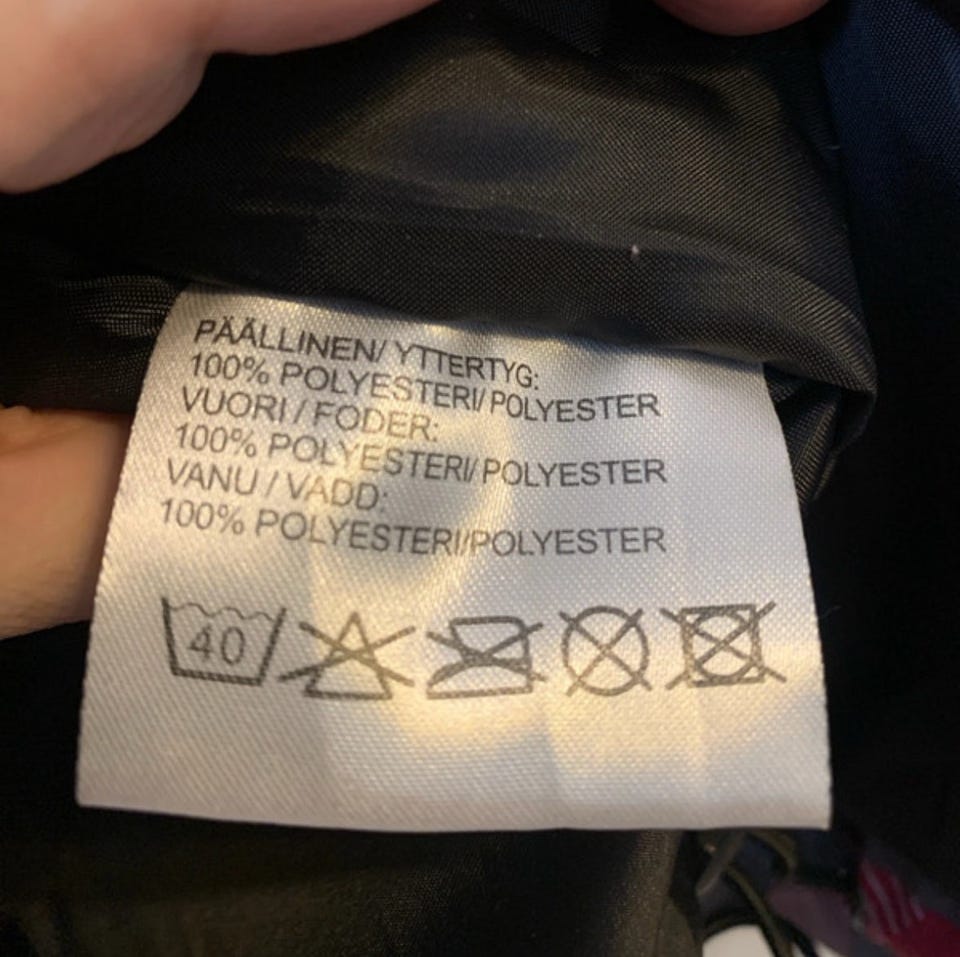 PÄÄLLINEN/ YTTERTYG:
100% POLYESTERI/ POLYESTER
VUORI / FODER:
100% POLYESTERI/ POLYESTER
VANU / VADD:
100% POLYESTERI/POLYESTER
40